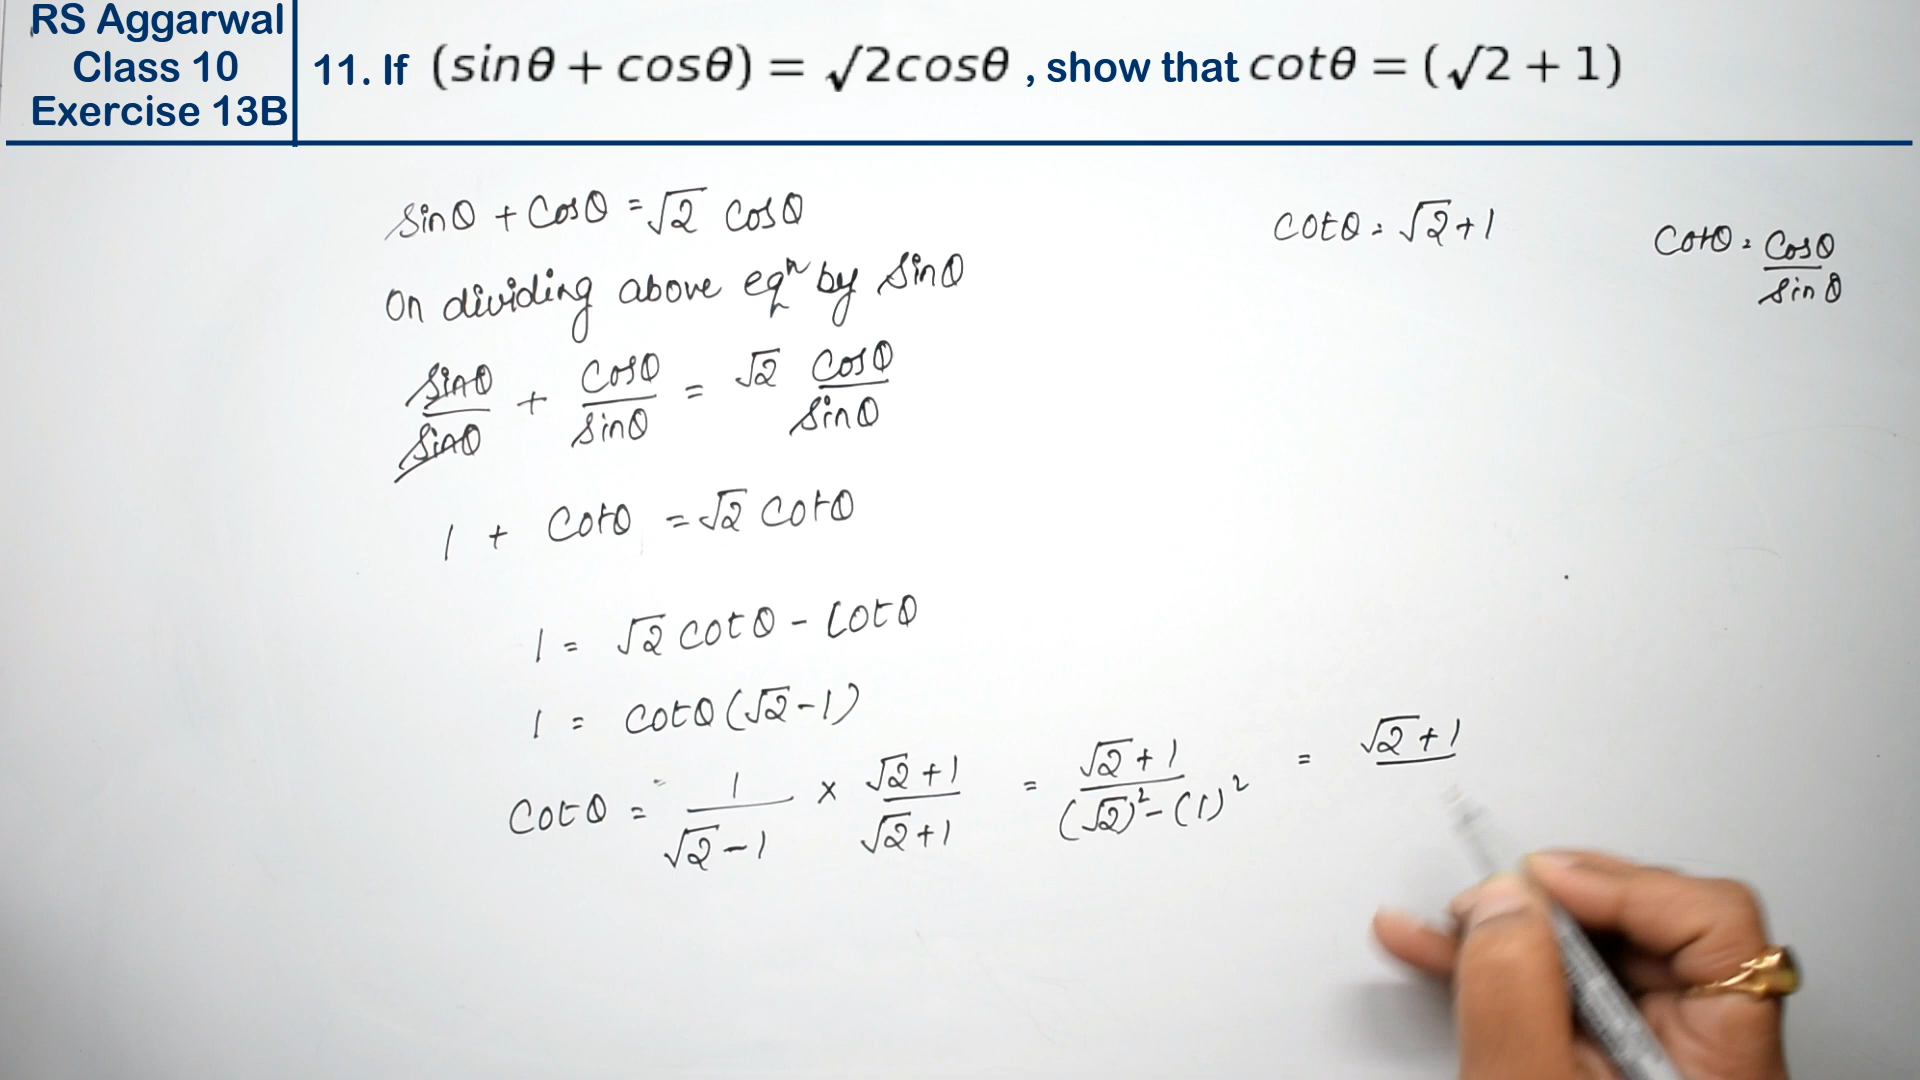 RS Aggarwal
Class 10
Exercise 13B
11. If (sinθ + cosθ) = √2cosθ , show that cotθ = (√2 + 1)
sinθ + cosθ = √2 cosθ
cotθ = √2 + 1
cotθ = cosθ/sinθ
On dividing above eqⁿ by sinθ
sinθ/sinθ + cosθ/sinθ = √2 cosθ/sinθ
1 + cotθ = √2 cotθ
1 = √2 cotθ - cotθ
1 = cotθ (√2 - 1)
cotθ = 1/(√2 - 1) × (√2 + 1)/(√2 + 1) = (√2 + 1)/((√2)² - (1)²) = √2 + 1